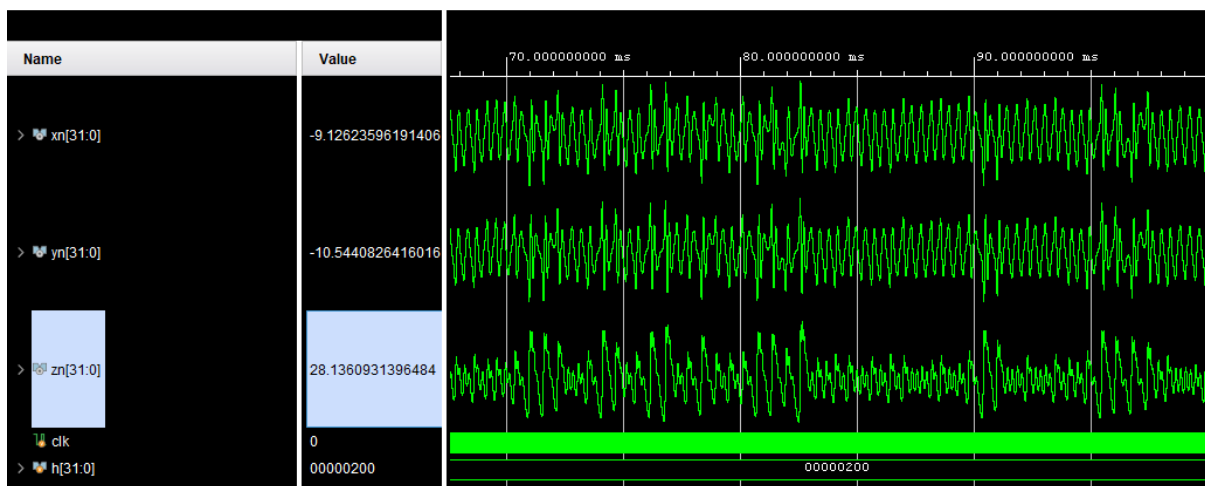 Name Value
70.000000000 ms 80.000000000 ms 90.000000000 ms
xn[31:0] -9.12623596191406
yn[31:0] -10.5440826416016
zn[31:0] 28.1360931396484
clk 0
h[31:0] 00000200 00000200